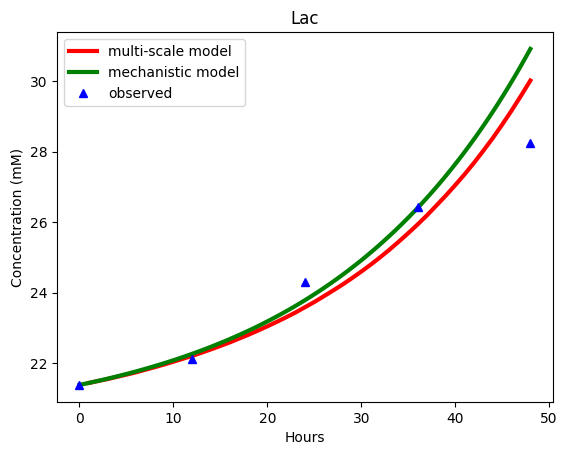 Lac
multi-scale model
mechanistic model
observed
Concentration (mM)
30
28
26
24
22
0 10 20 30 40 50
Hours